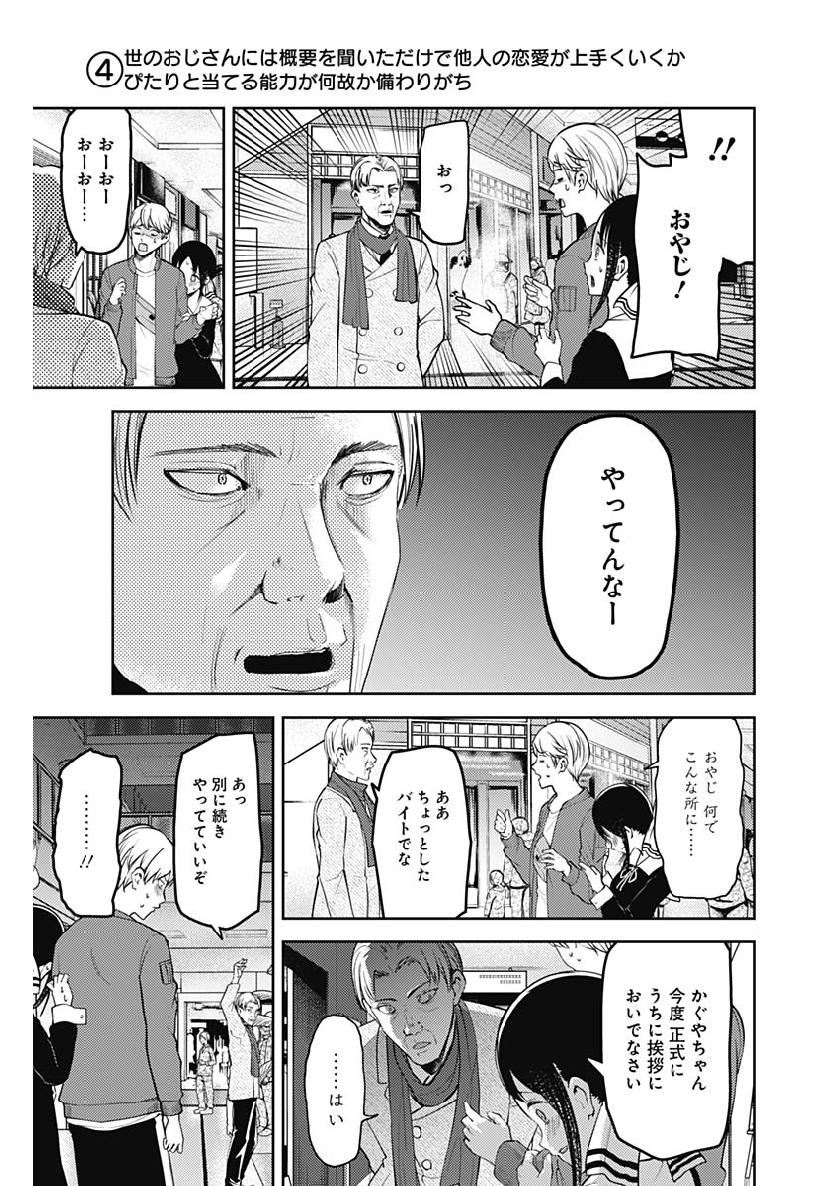 ④世のおじさんには概要を聞いただけで他人の恋愛が上手くいくか
ぴたりと当てる能力が何故か備わりがち
!!
おやじ!
おっ
おーおー
おーおー……
やってんなー
おやじ 何で
こんな所に……
ああ
ちょっとした
バイトでな
かぐやちゃん
今度 正式に
うちに挨拶に
おいでなさい
……はい
あっ
別に続き
やってていいぞ
………!!